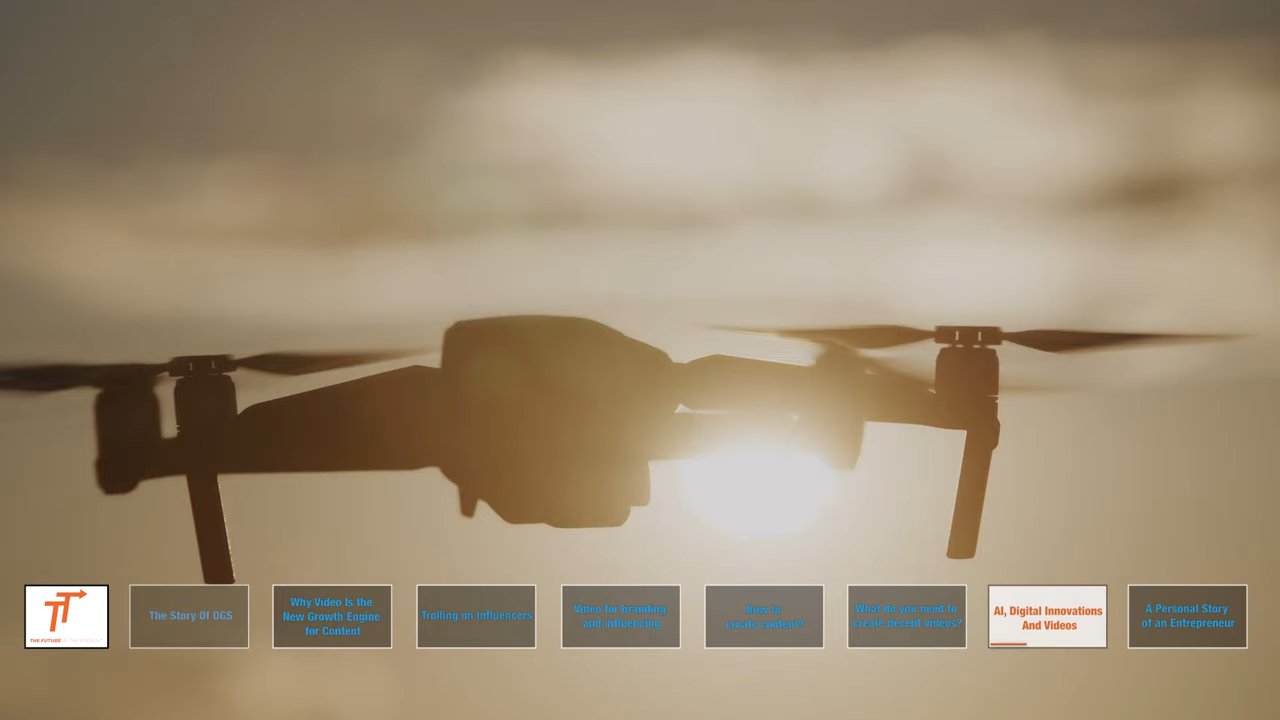 TT
THE FUTURE IS THE PRESENT
The Story Of OGS
Why Video Is the
New Growth Engine
for Content
Trolling on Influencers
Video for branding
and influencing
How to
curate content?
What do you need to
create decent videos?
AI, Digital Innovations
And Videos
A Personal Story
of an Entrepreneur